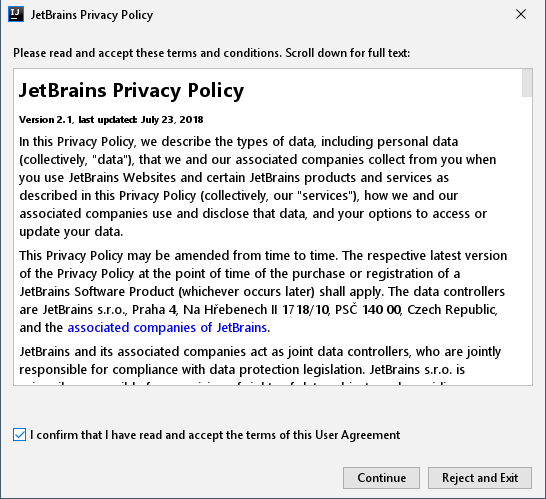 IJ JetBrains Privacy Policy
Please read and accept these terms and conditions. Scroll down for full text:
JetBrains Privacy Policy
Version 2.1, last updated: July 23, 2018
In this Privacy Policy, we describe the types of data, including personal data
(collectively, "data"), that we and our associated companies collect from you when
you use JetBrains Websites and certain JetBrains products and services as
described in this Privacy Policy (collectively, our "services"), how we and our
associated companies use and disclose that data, and your options to access or
update your data.
This Privacy Policy may be amended from time to time. The respective latest version
of the Privacy Policy at the point of time of the purchase or registration of a
JetBrains Software Product (whichever occurs later) shall apply. The data controllers
are JetBrains s.r.o., Praha 4, Na Hřebenech II 1718/10, PSČ 140 00, Czech Republic,
and the associated companies of JetBrains.
JetBrains and its associated companies act as joint data controllers, who are jointly
responsible for compliance with data protection legislation. JetBrains s.r.o. is
I confirm that I have read and accept the terms of this User Agreement
Continue
Reject and Exit